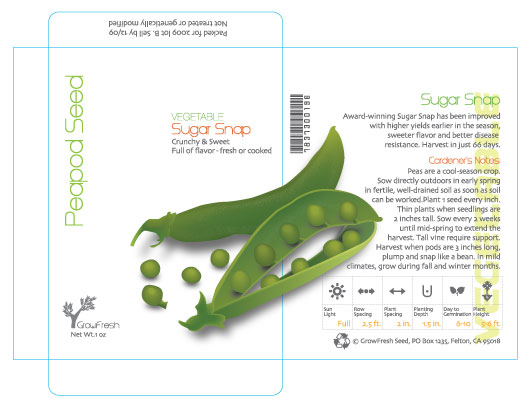 Not treated or genetically modified
Packed for 2009 lot B. Sell by 12/09
Peapod Seed
VEGETABLE
Sugar Snap
Crunchy & Sweet
Full of flavor - fresh or cooked
GrowFresh
Net Wt.1 oz
1831300186
VEGETABLE
Sugar Snap
Award-winning Sugar Snap has been improved
with higher yields earlier in the season,
sweeter flavor and better disease
resistance. Harvest in just 66 days.
Gardener's Notes
Peas are a cool-season crop.
Sow directly outdoors in early spring
in fertile, well-drained soil as soon as soil
can be worked.Plant 1 seed every inch.
Thin plants when seedlings are
2 inches tall. Sow every 2 weeks
until mid-spring to extend the
harvest. Tall vine require support.
Harvest when pods are 3 inches long,
plump and snap like a bean. In mild
climates, grow during fall and winter months.
Sun Light
Row Spacing
Plant Spacing
Planting Depth
Day to Germination
Plant Height
Full 2.5 ft. 2 in. 1.5 in. 6-10 5-6 ft.
© GrowFresh Seed, PO Box 1235, Felton, CA 95018